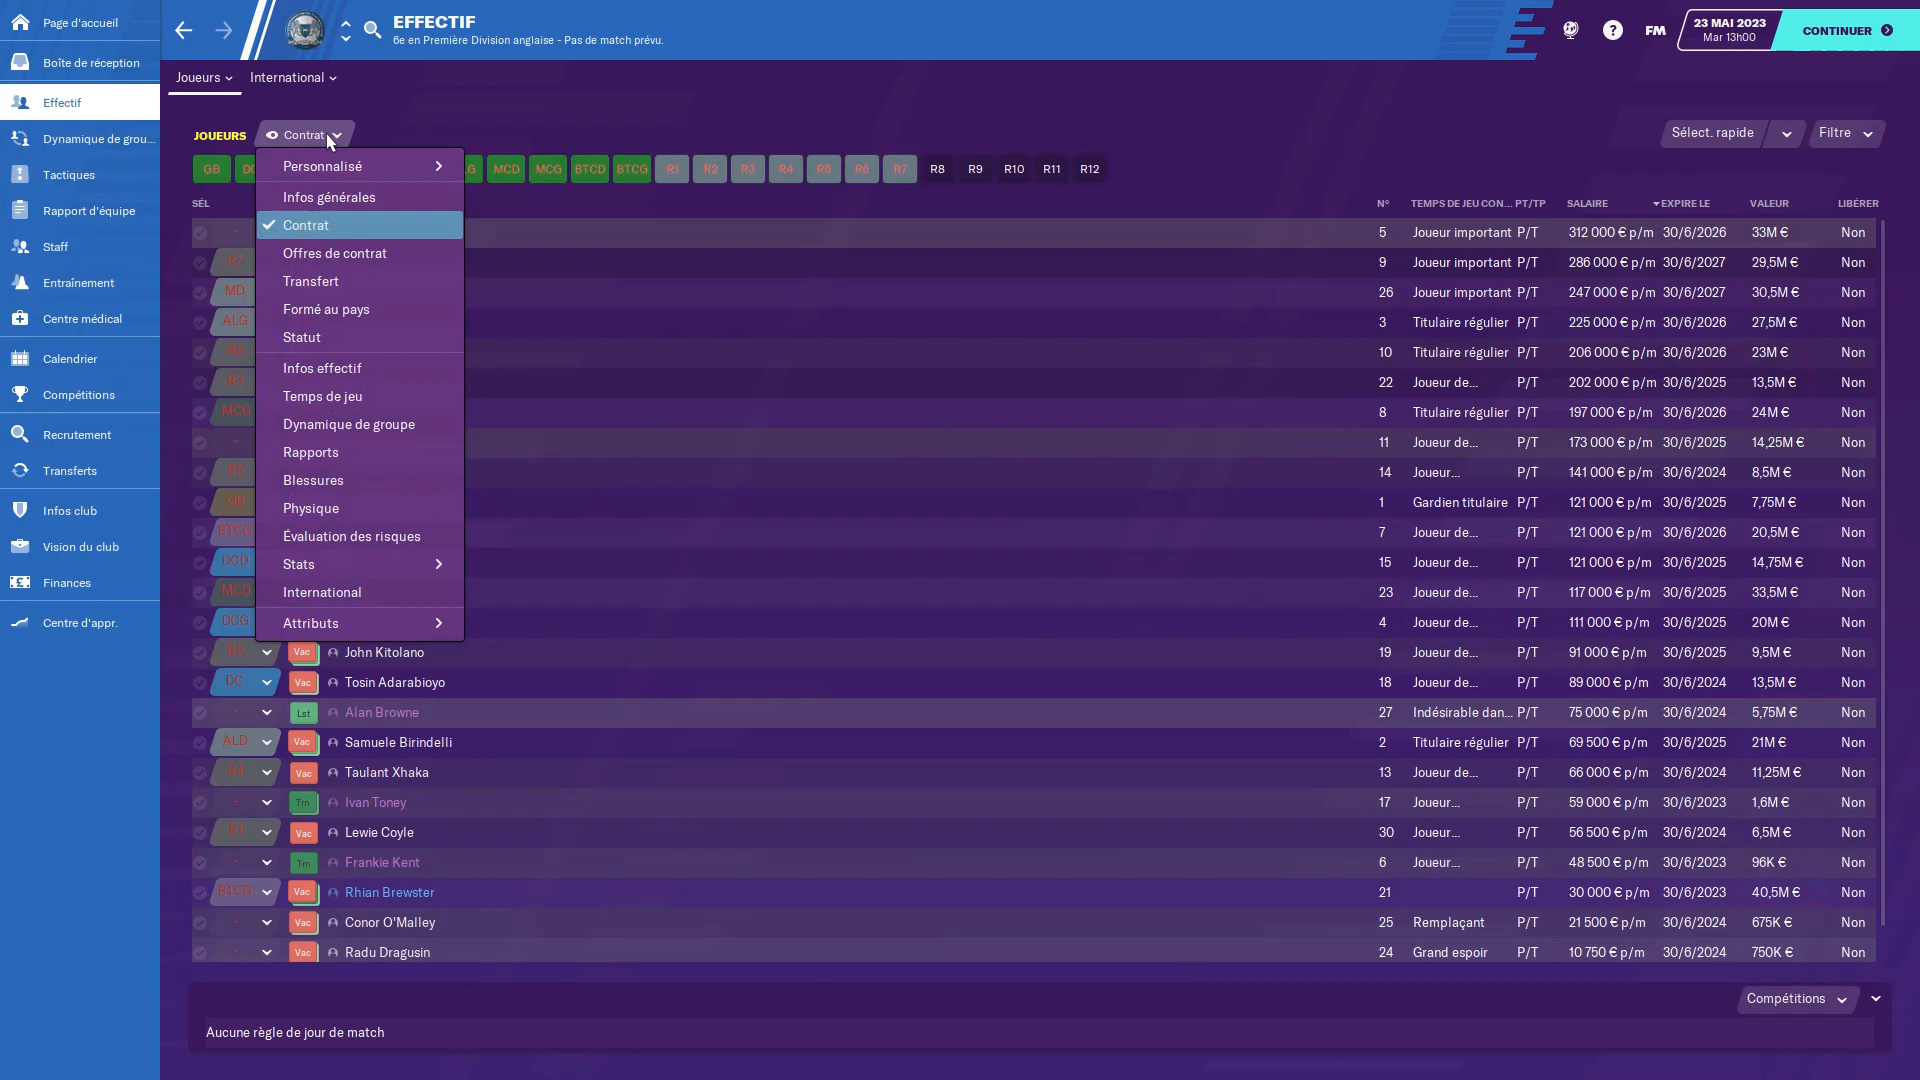 Page d'accueil
Boîte de réception
Effectif
Dynamique de grou...
Tactiques
Rapport d'équipe
Staff
Entraînement
Centre médical
Calendrier
Compétitions
Recrutement
Transferts
Infos club
Vision du club
Finances
Centre d'appr.
EFFECTIF
6e en Première Division anglaise - Pas de match prévu.
FM
23 MAI 2023
Mar 13h00
CONTINUER
Joueurs
International
JOUEURS
Contrat
Sélect. rapide
Filtre
GB MCD MCG BTCD BTCG R1 R2 R3 R4 R5 R6 R7 R8 R9 R10 R11 R12
Personnalisé
Infos générales
Contrat
Offres de contrat
Transfert
Formé au pays
Statut
Infos effectif
Temps de jeu
Dynamique de groupe
Rapports
Blessures
Physique
Évaluation des risques
Stats
International
Attributs
SÉL N° TEMPS DE JEU CON... PT/TP SALAIRE EXPIRE LE VALEUR LIBÉRER
- 5 Joueur important P/T 312 000 € p/m 30/6/2026 33M € Non
R7 9 Joueur important P/T 286 000 € p/m 30/6/2027 29,5M € Non
MD 26 Joueur important P/T 247 000 € p/m 30/6/2027 30,5M € Non
ALG 3 Titulaire régulier P/T 225 000 € p/m 30/6/2026 27,5M € Non
R6 10 Titulaire régulier P/T 206 000 € p/m 30/6/2026 23M € Non
R3 22 Joueur de... P/T 202 000 € p/m 30/6/2025 13,5M € Non
MCG 8 Titulaire régulier P/T 197 000 € p/m 30/6/2026 24M € Non
- 11 Joueur de... P/T 173 000 € p/m 30/6/2025 14,25M € Non
R5 14 Joueur... P/T 141 000 € p/m 30/6/2024 8,5M € Non
GB 1 Gardien titulaire P/T 121 000 € p/m 30/6/2025 7,75M € Non
BTCG 7 Joueur de... P/T 121 000 € p/m 30/6/2026 20,5M € Non
DCD 15 Joueur de... P/T 121 000 € p/m 30/6/2025 14,75M € Non
MCD 23 Joueur de... P/T 117 000 € p/m 30/6/2025 33,5M € Non
DCG 4 Joueur de... P/T 111 000 € p/m 30/6/2026 20M € Non
R2 Vac John Kitolano 19 Joueur de... P/T 91 000 € p/m 30/6/2025 9,5M € Non
DC Vac Tosin Adarabioyo 18 Joueur de... P/T 89 000 € p/m 30/6/2024 13,5M € Non
- Lst Alan Browne 27 Indésirable dan... P/T 75 000 € p/m 30/6/2024 5,75M € Non
ALD Vac Samuele Birindelli 2 Titulaire régulier P/T 69 500 € p/m 30/6/2025 21M € Non
R4 Vac Taulant Xhaka 13 Joueur de... P/T 66 000 € p/m 30/6/2024 11,25M € Non
- Trn Ivan Toney 17 Joueur... P/T 59 000 € p/m 30/6/2023 1,6M € Non
R1 Vac Lewie Coyle 30 Joueur... P/T 56 500 € p/m 30/6/2024 6,5M € Non
- Trn Frankie Kent 6 Joueur... P/T 48 500 € p/m 30/6/2023 96K € Non
BTCD Vac Rhian Brewster 21 P/T 30 000 € p/m 30/6/2023 40,5M € Non
- Vac Conor O'Malley 25 Remplaçant P/T 21 500 € p/m 30/6/2024 675K € Non
- Vac Radu Dragusin 24 Grand espoir P/T 10 750 € p/m 30/6/2024 750K € Non
Compétitions
Aucune règle de jour de match